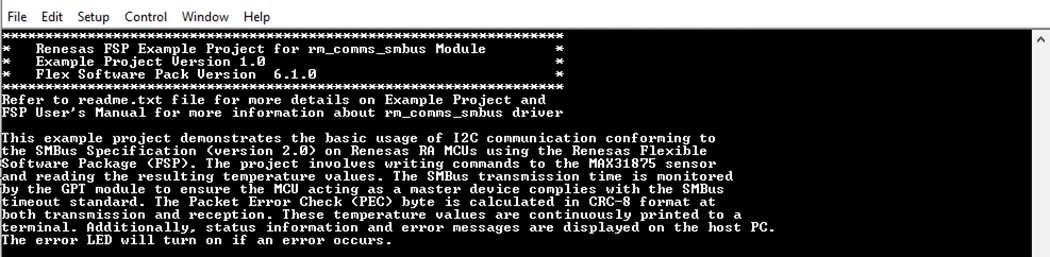 File Edit Setup Control Window Help
******************************************************************
*   Renesas FSP Example Project for rm_comms_smbus Module         *
*   Example Project Version 1.0                                   *
*   Flex Software Pack Version  6.1.0                             *
******************************************************************
Refer to readme.txt file for more details on Example Project and
FSP User's Manual for more information about rm_comms_smbus driver
This example project demonstrates the basic usage of I2C communication conforming to
the SMBus Specification (version 2.0) on Renesas RA MCUs using the Renesas Flexible
Software Package (FSP). The project involves writing commands to the MAX31875 sensor
and reading the resulting temperature values. The SMBus transmission time is monitored
by the GPT module to ensure the MCU acting as a master device complies with the SMBus
timeout standard. The Packet Error Check (PEC) byte is calculated in CRC-8 format at
both transmission and reception. These temperature values are continuously printed to a
terminal. Additionally, status information and error messages are displayed on the host PC.
The error LED will turn on if an error occurs.